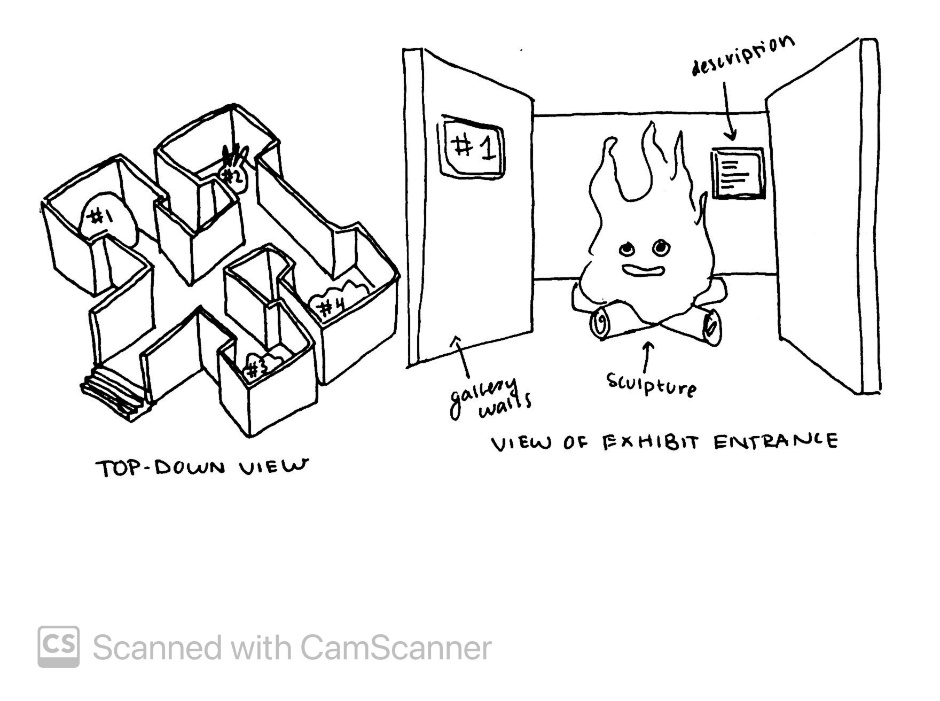 description
#1
#2
#1
#4
#3
gallery
walls
sculpture
VIEW OF EXHIBIT ENTRANCE
TOP-DOWN VIEW
CS Scanned with CamScanner